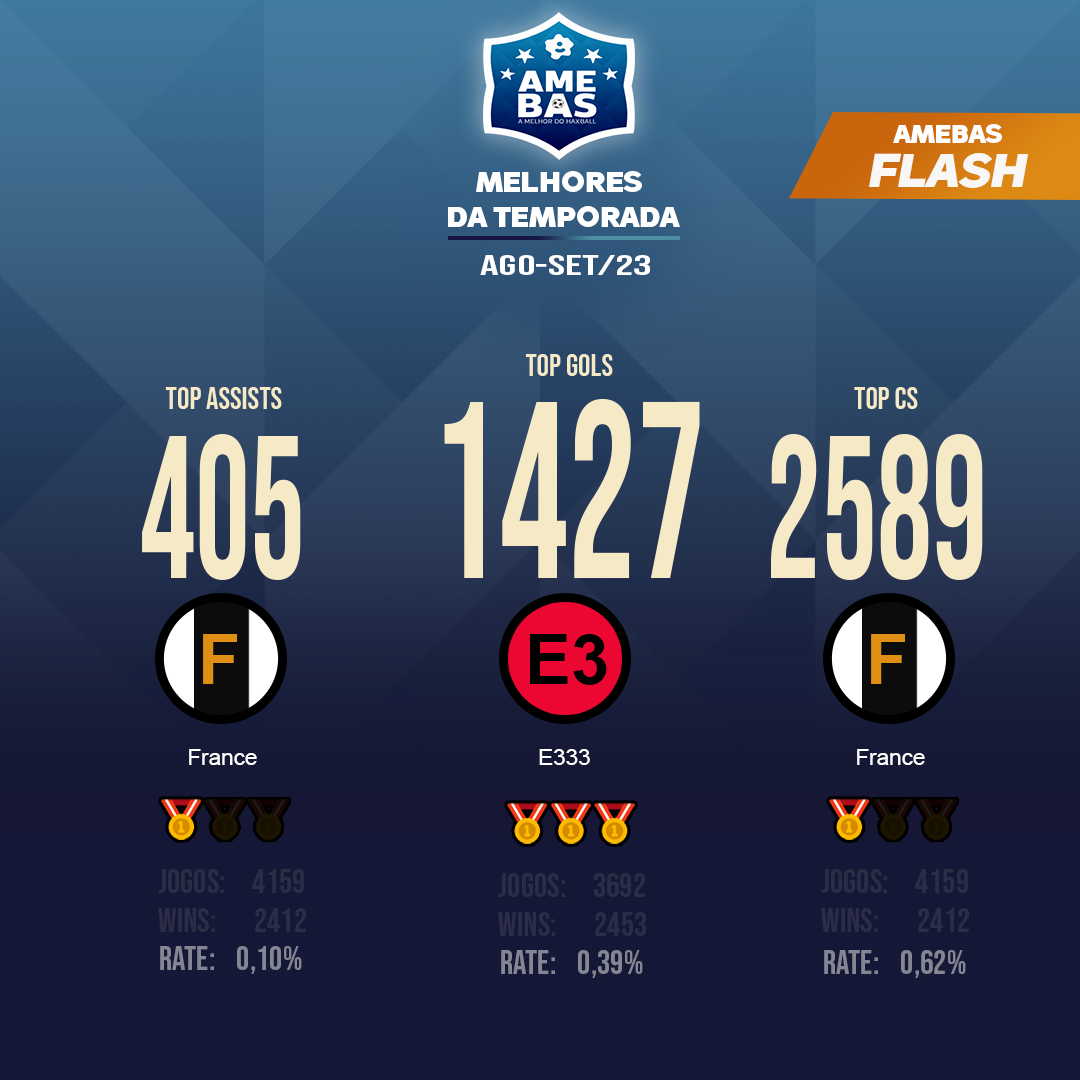 AME
BAS
A MELHOR DO HAXBALL
MELHORES
DA TEMPORADA
AGO-SET/23
AMEBAS
FLASH
TOP ASSISTS
405
F
France
1
JOGOS: 4159
WINS: 2412
RATE: 0,10%
TOP GOLS
1427
E3
E333
1 1 1
JOGOS: 3692
WINS: 2453
RATE: 0,39%
TOP CS
2589
F
France
1
JOGOS: 4159
WINS: 2412
RATE: 0,62%